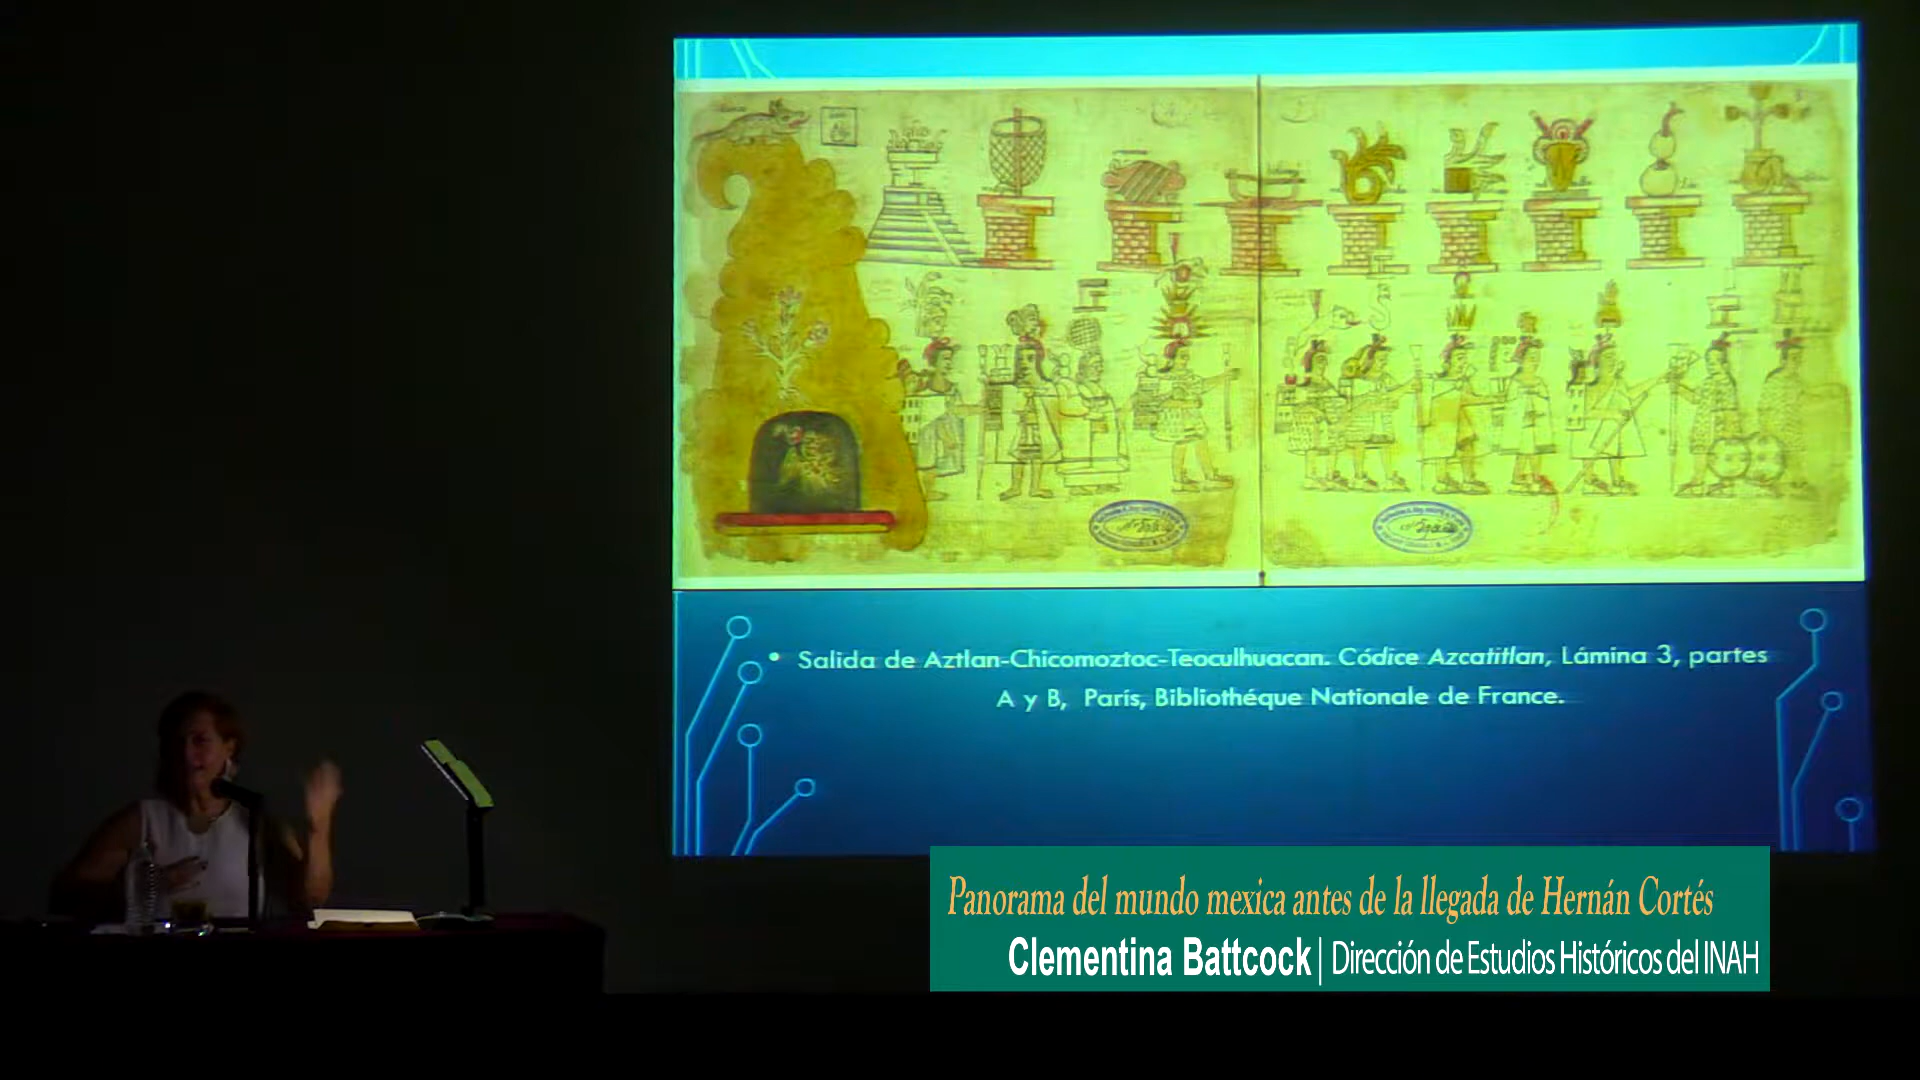 • Salida de Aztlan-Chicomoztoc-Teoculhuacan. Códice Azcatitlan, Lámina 3, partes
A y B, París, Bibliothéque Nationale de France.
Panorama del mundo mexica antes de la llegada de Hernán Cortés
Clementina Battcock | Dirección de Estudios Históricos del INAH